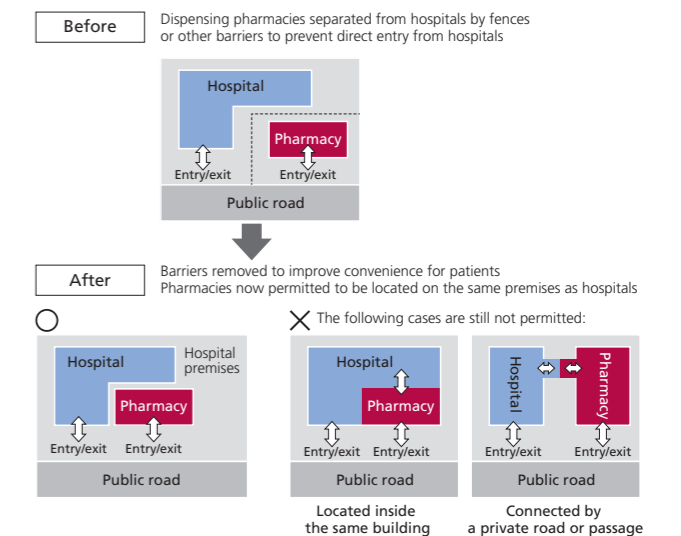 Before
Dispensing pharmacies separated from hospitals by fences
or other barriers to prevent direct entry from hospitals
Hospital
Pharmacy
Entry/exit
Entry/exit
Public road
After
Barriers removed to improve convenience for patients
Pharmacies now permitted to be located on the same premises as hospitals
The following cases are still not permitted:
Hospital
Hospital
premises
Pharmacy
Entry/exit
Entry/exit
Public road
Hospital
Pharmacy
Entry/exit
Entry/exit
Public road
Located inside
the same building
Hospital
Pharmacy
Entry/exit
Entry/exit
Public road
Connected by
a private road or passage